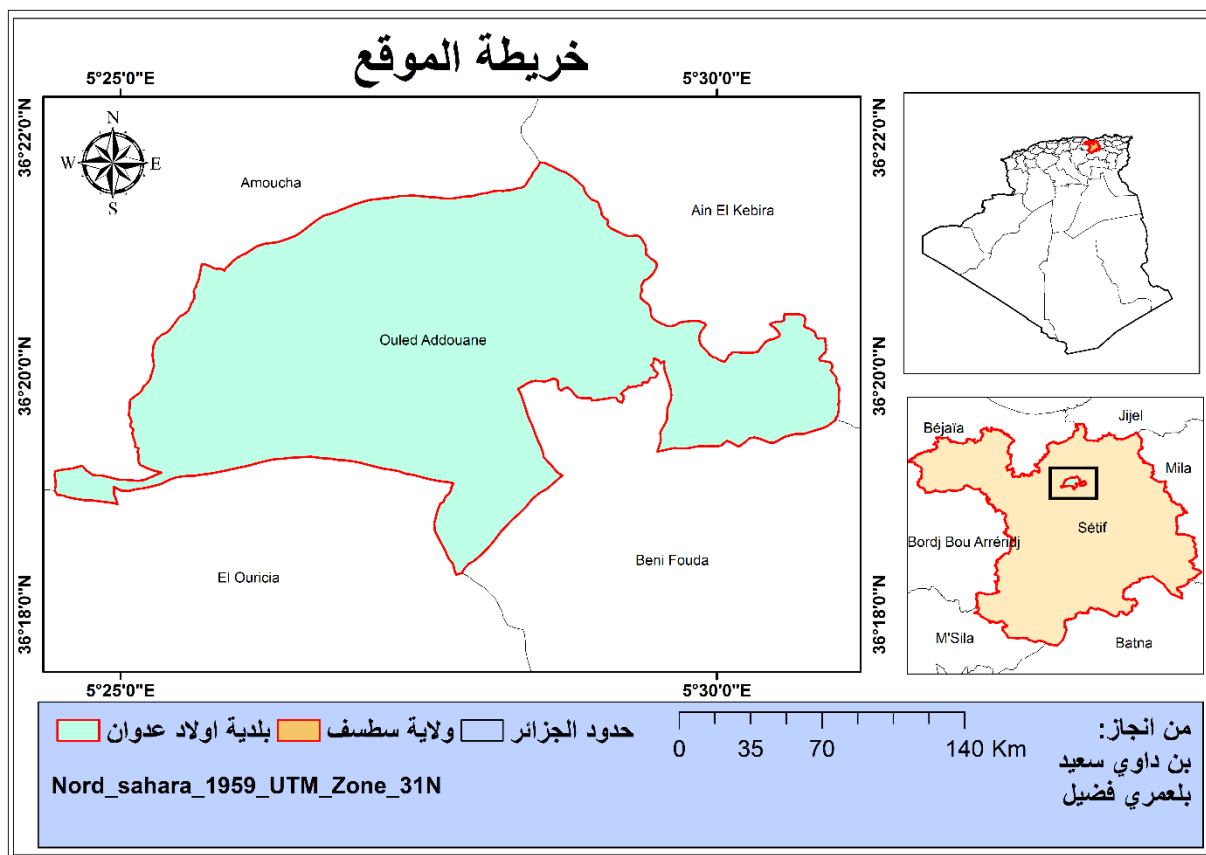 خريطة الموقع
5°25'0"E
5°30'0"E
36°22'0"N
36°22'0"N
N
W
E
S
Amoucha
Ain El Kebira
Ouled Addouane
36°20'0"N
36°20'0"N
El Ouricia
Beni Fouda
36°18'0"N
36°18'0"N
5°25'0"E
5°30'0"E
Béjaïa
Jijel
Mila
Sétif
Bordj Bou Arréridj
M'Sila
Batna
حدود الجزائر
ولاية سطسف
بلدية اولاد عدوان
Nord_sahara_1959_UTM_Zone_31N
0 35 70 140 Km
من انجاز:
بن داوي سعيد
بلعمري فضيل